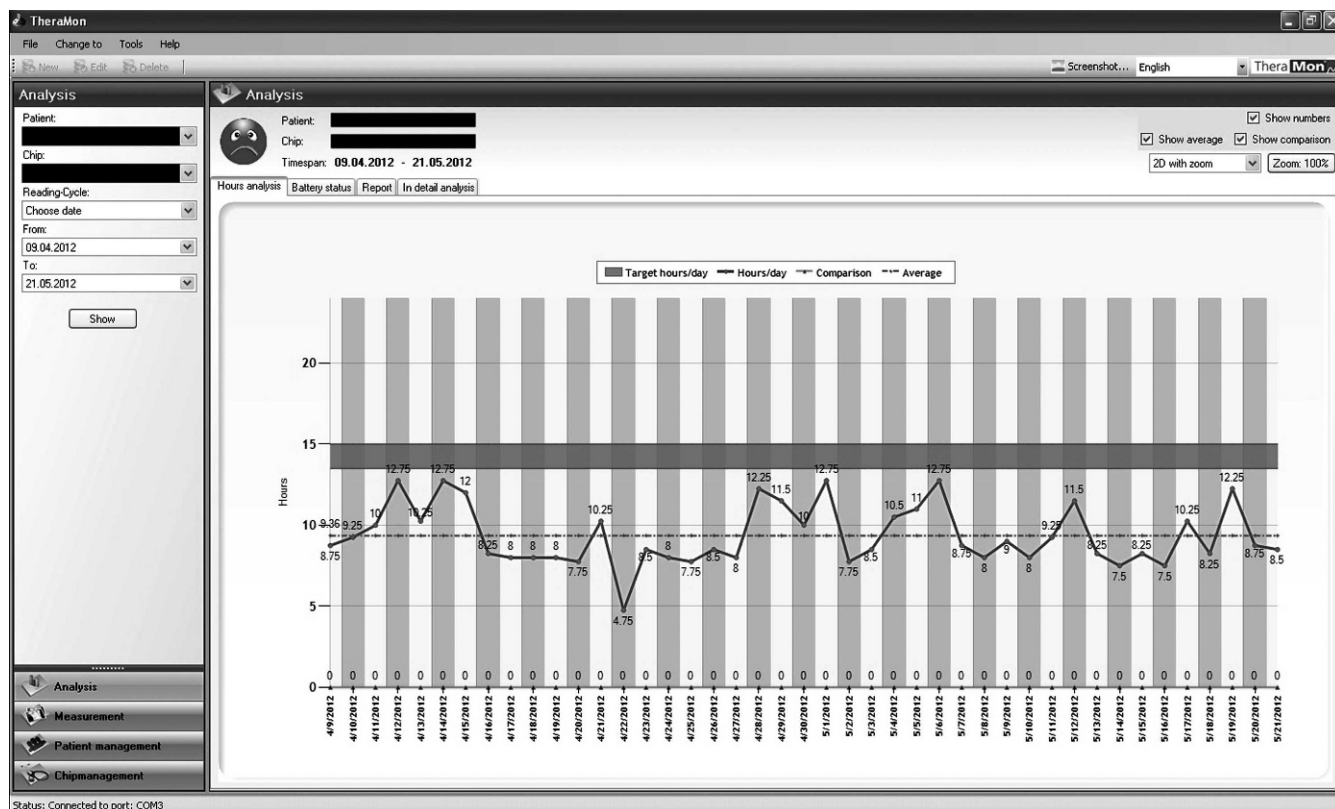 TheraMon
File Change to Tools Help
New Edit Delete Screenshot... English TheraMon
Analysis
Patient:
Chip:
Reading-Cycle:
Choose date
From:
09.04.2012
To:
21.05.2012
Show
Analysis
Measurement
Patient management
Chipmanagement
Analysis
Patient:
Chip:
Timespan: 09.04.2012 - 21.05.2012
Show numbers
Show average Show comparison
2D with zoom Zoom: 100%
Hours analysis Battery status Report In detail analysis
Target hours/day Hours/day Comparison Average
Hours
20
15
10
5
0
9.36
8.75 9.25 10 12.75 10.25 12.75 12 8.25 8 8 8 7.75 10.25 4.75 8.5 8 7.75 8.5 8 12.25 11.5 10 12.75 7.75 8.5 10.5 11 12.75 8.75 8 9 8 9.25 11.5 8.25 7.5 8.25 7.5 10.25 8.25 12.25 8.75 8.5
0 0 0 0 0 0 0 0 0 0 0 0 0 0 0 0 0 0 0 0 0 0 0 0 0 0 0 0 0 0 0 0 0 0 0 0 0 0 0 0 0 0 0
4/9/2012
4/10/2012
4/11/2012
4/12/2012
4/13/2012
4/14/2012
4/15/2012
4/16/2012
4/17/2012
4/18/2012
4/19/2012
4/20/2012
4/21/2012
4/22/2012
4/23/2012
4/24/2012
4/25/2012
4/26/2012
4/27/2012
4/28/2012
4/29/2012
4/30/2012
5/1/2012
5/2/2012
5/3/2012
5/4/2012
5/5/2012
5/6/2012
5/7/2012
5/8/2012
5/9/2012
5/10/2012
5/11/2012
5/12/2012
5/13/2012
5/14/2012
5/15/2012
5/16/2012
5/17/2012
5/18/2012
5/19/2012
5/20/2012
5/21/2012
Status: Connected to port: COM3